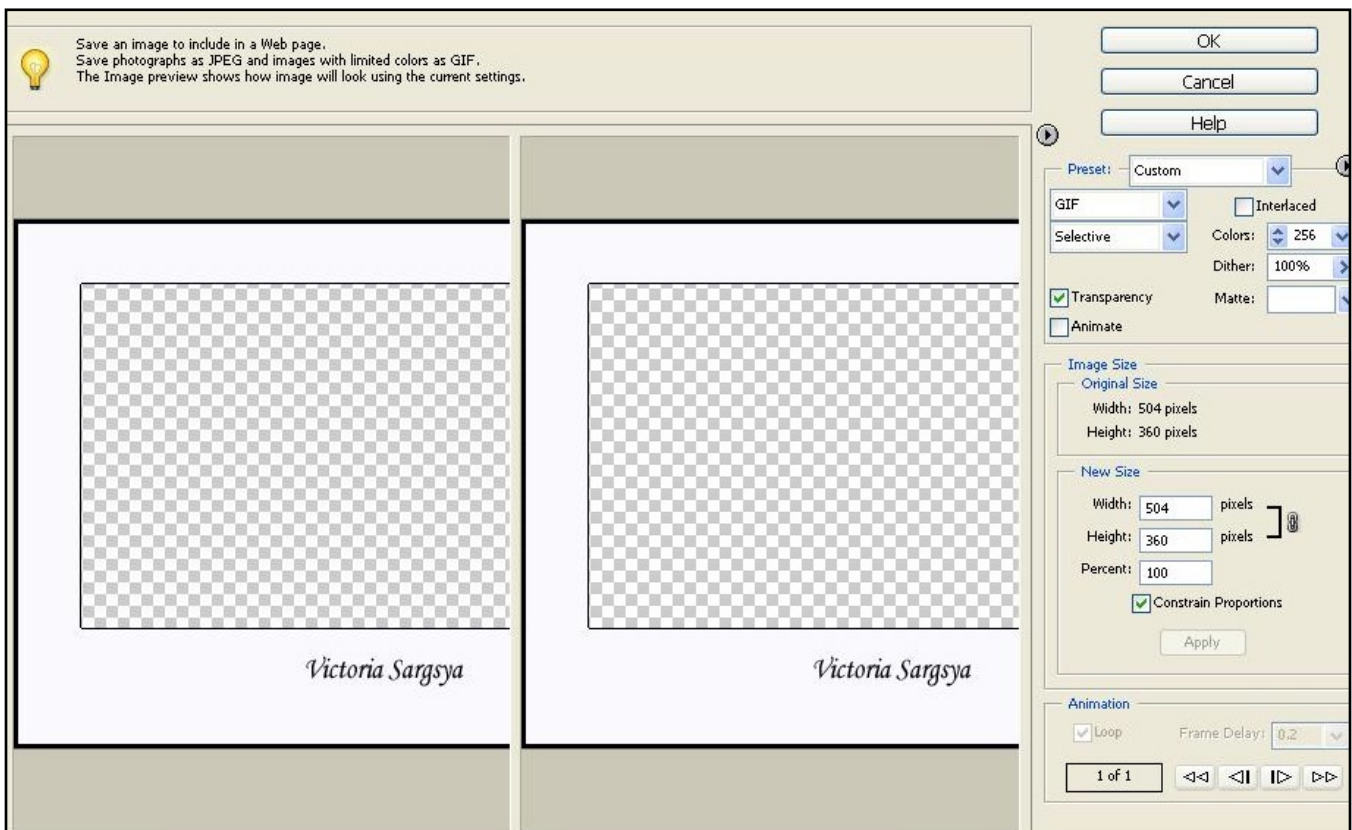 Save an image to include in a Web page.
Save photographs as JPEG and images with limited colors as GIF.
The Image preview shows how image will look using the current settings.
OK
Cancel
Help
Preset: Custom
GIF
Interlaced
Selective
Colors: 256
Dither: 100%
Transparency
Matte:
Animate
Image Size
Original Size
Width: 504 pixels
Height: 360 pixels
New Size
Width: 504 pixels
Height: 360 pixels
Percent: 100
Constrain Proportions
Apply
Victoria Sargsya
Victoria Sargsya
Animation
Loop
Frame Delay: 0.2
1 of 1